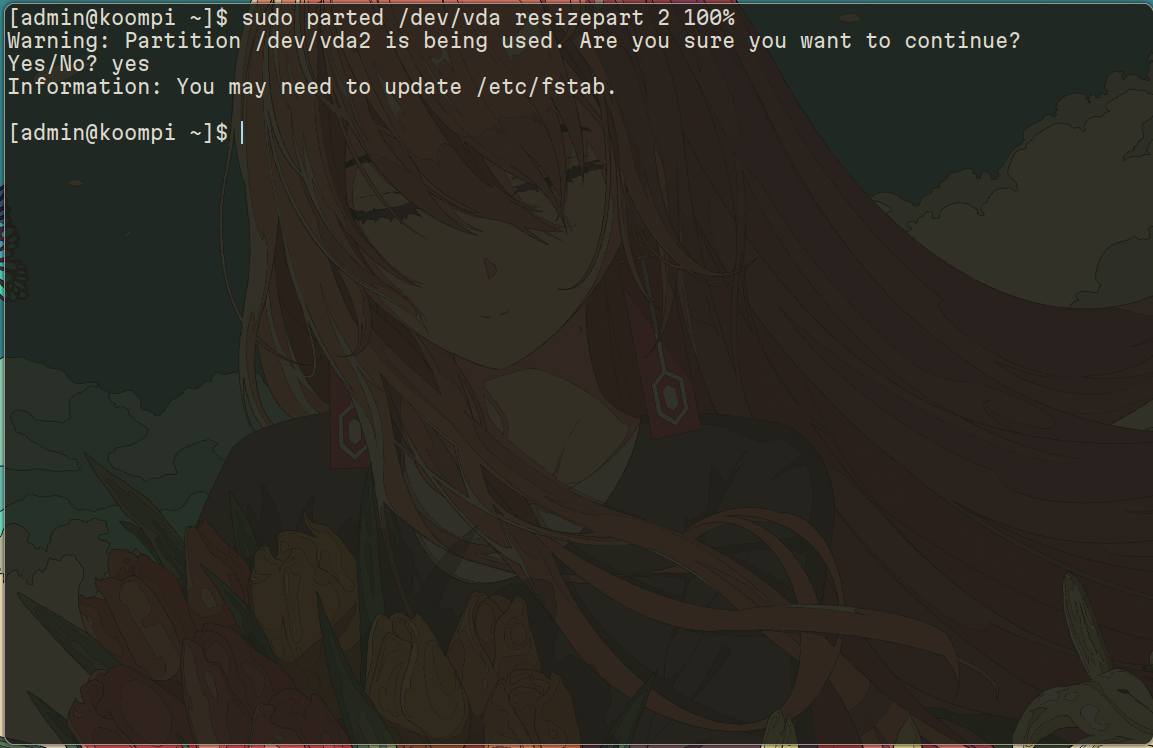 [admin@koompi ~]$ sudo parted /dev/vda resizepart 2 100%
Warning: Partition /dev/vda2 is being used. Are you sure you want to continue?
Yes/No? yes
Information: You may need to update /etc/fstab.
[admin@koompi ~]$